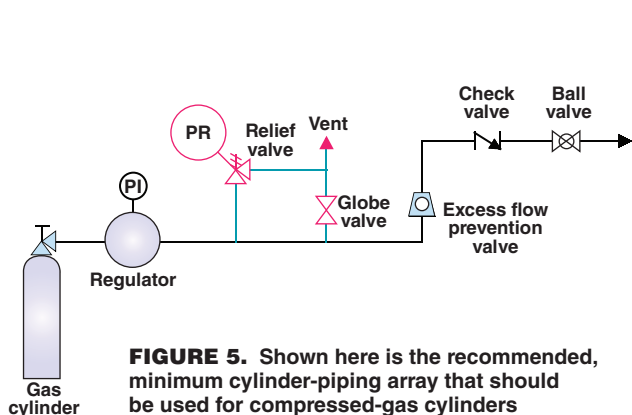 Check
valve
Ball
valve
PR
Relief
valve
Vent
PI
Globe
valve
Excess flow
prevention
valve
Regulator
Gas
cylinder
FIGURE 5. Shown here is the recommended,
minimum cylinder-piping array that should
be used for compressed-gas cylinders